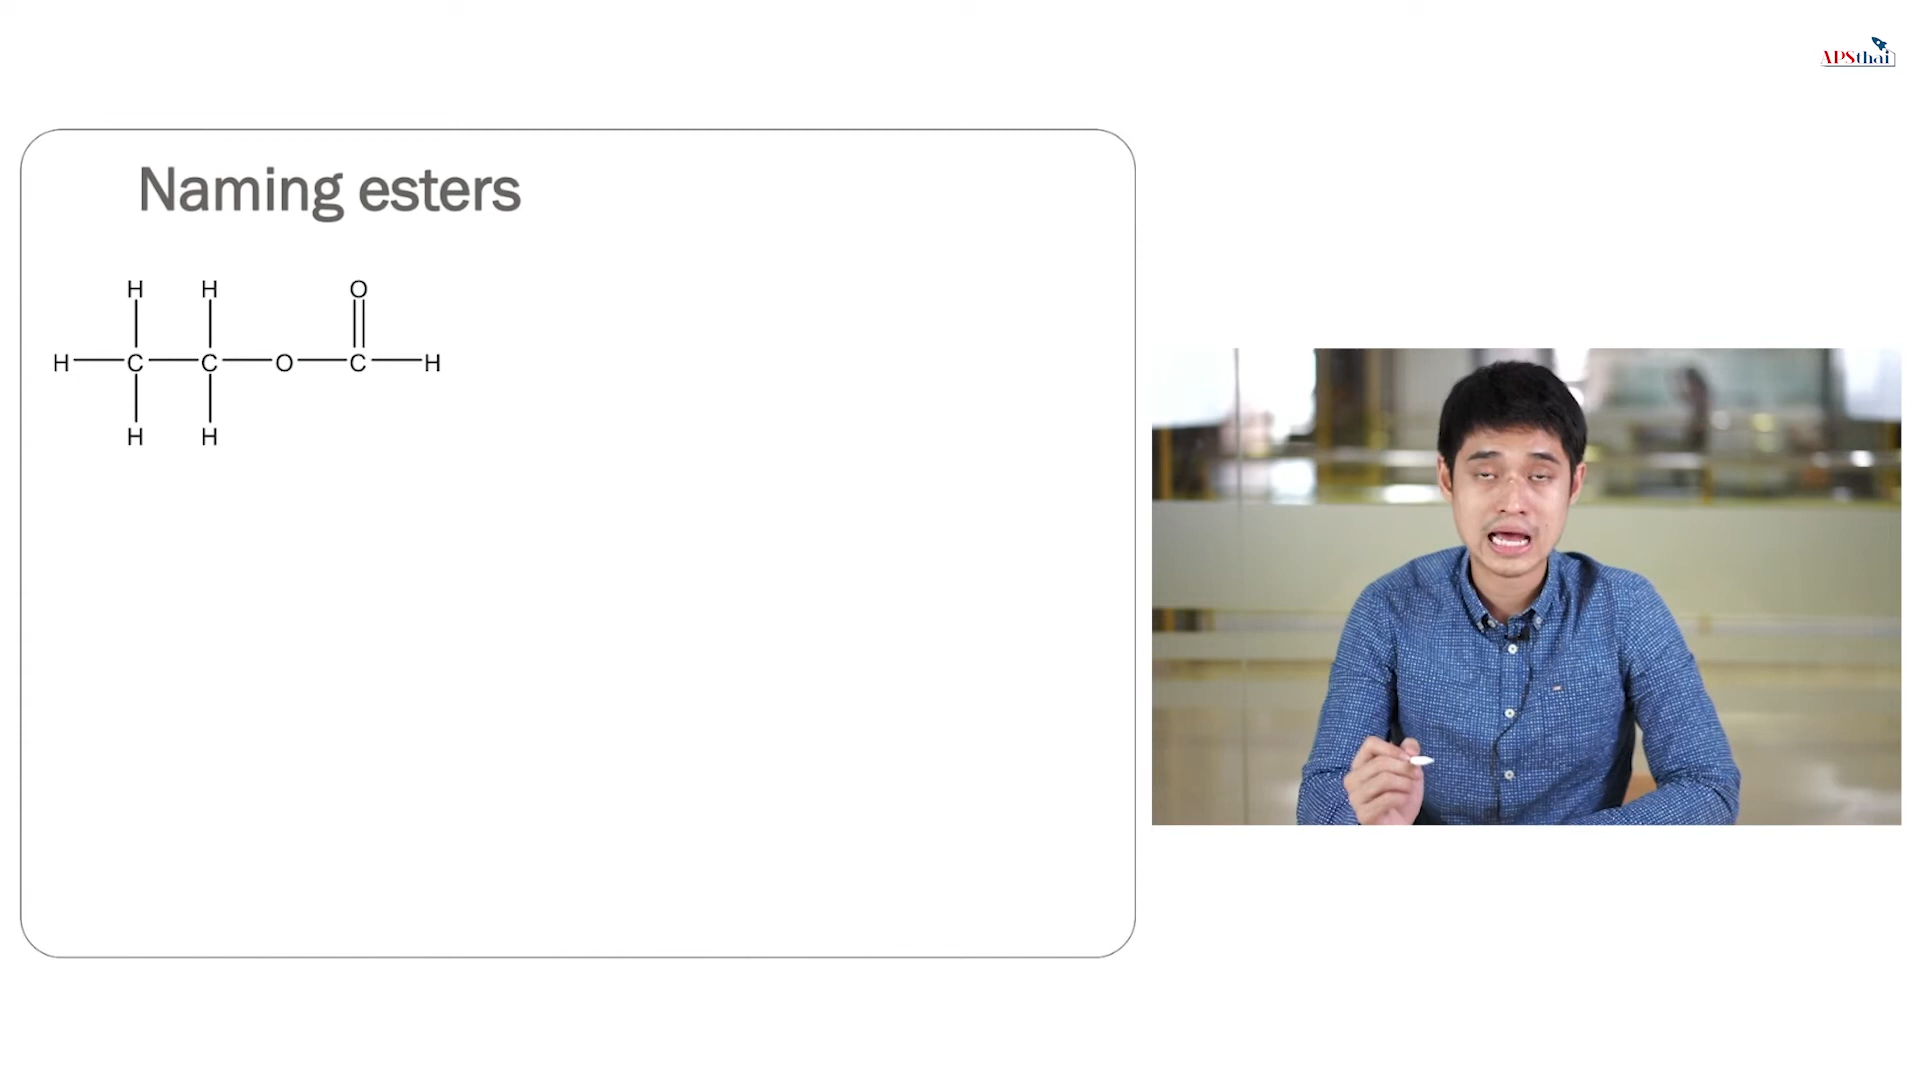 APSthai
Naming esters
H H O
H C C O C H
H H